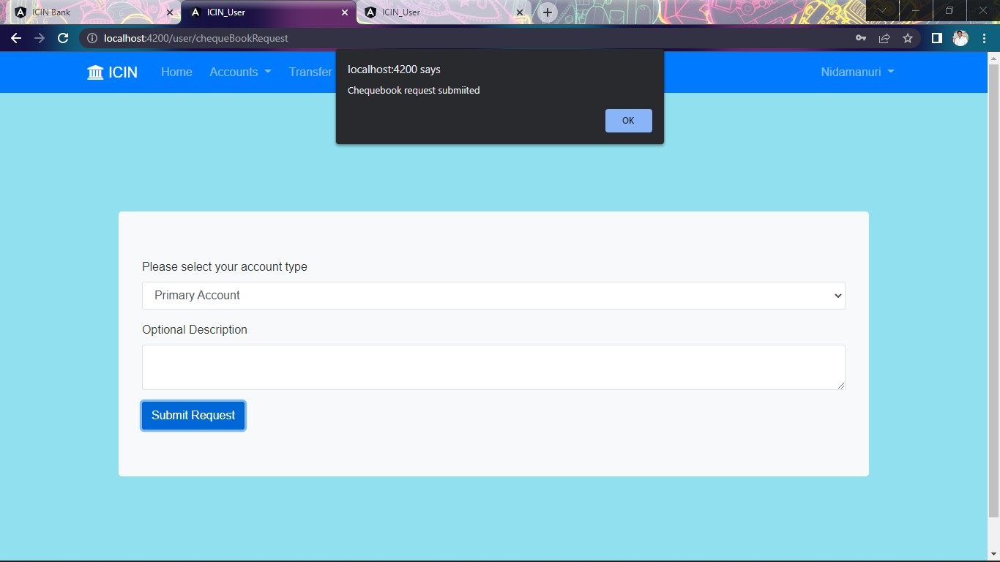 ICIN Bank
ICIN_User
ICIN_User
localhost:4200/user/chequeBookRequest
ICIN Home Accounts Transfer Nidamanuri
localhost:4200 says
Chequebook request submiited
OK
Please select your account type
Primary Account
Optional Description
Submit Request